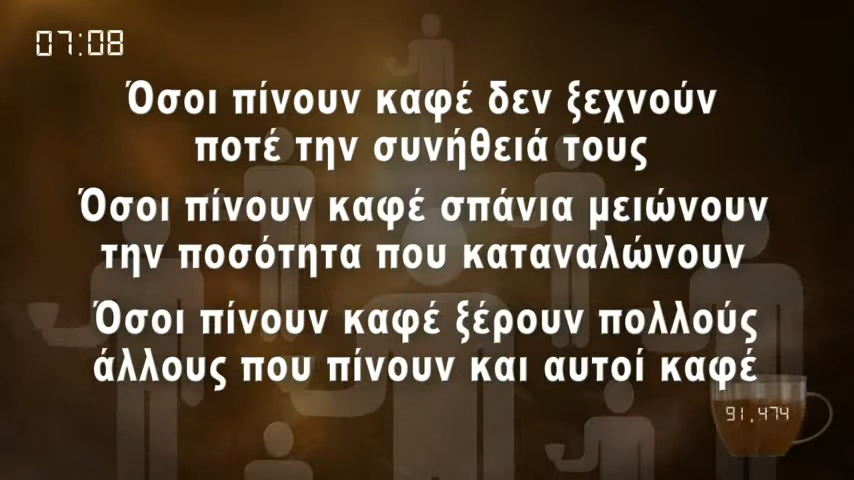 07:08
Όσοι πίνουν καφέ δεν ξεχνούν
ποτέ την συνήθειά τους
Όσοι πίνουν καφέ σπάνια μειώνουν
την ποσότητα που καταναλώνουν
Όσοι πίνουν καφέ ξέρουν πολλούς
άλλους που πίνουν και αυτοί καφέ
91,474